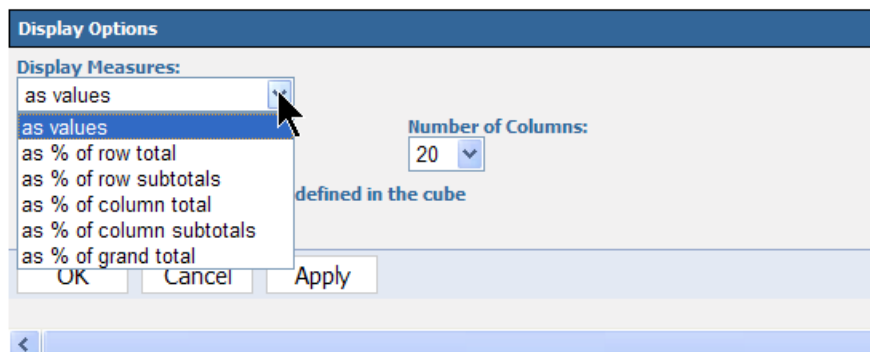 Display Options
Display Measures:
as values
as values
as % of row total
as % of row subtotals
as % of column total
as % of column subtotals
as % of grand total
Number of Columns:
20
defined in the cube
OK Cancel Apply